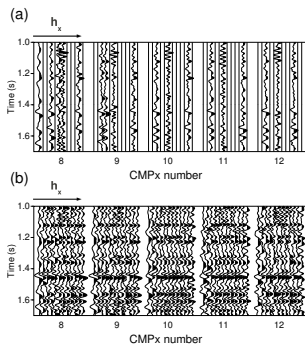 (a)
hx
1.0
1.2
1.4
1.6
Time (s)
8 9 10 11 12
CMPx number
(b)
hx
1.0
1.2
1.4
1.6
Time (s)
8 9 10 11 12
CMPx number